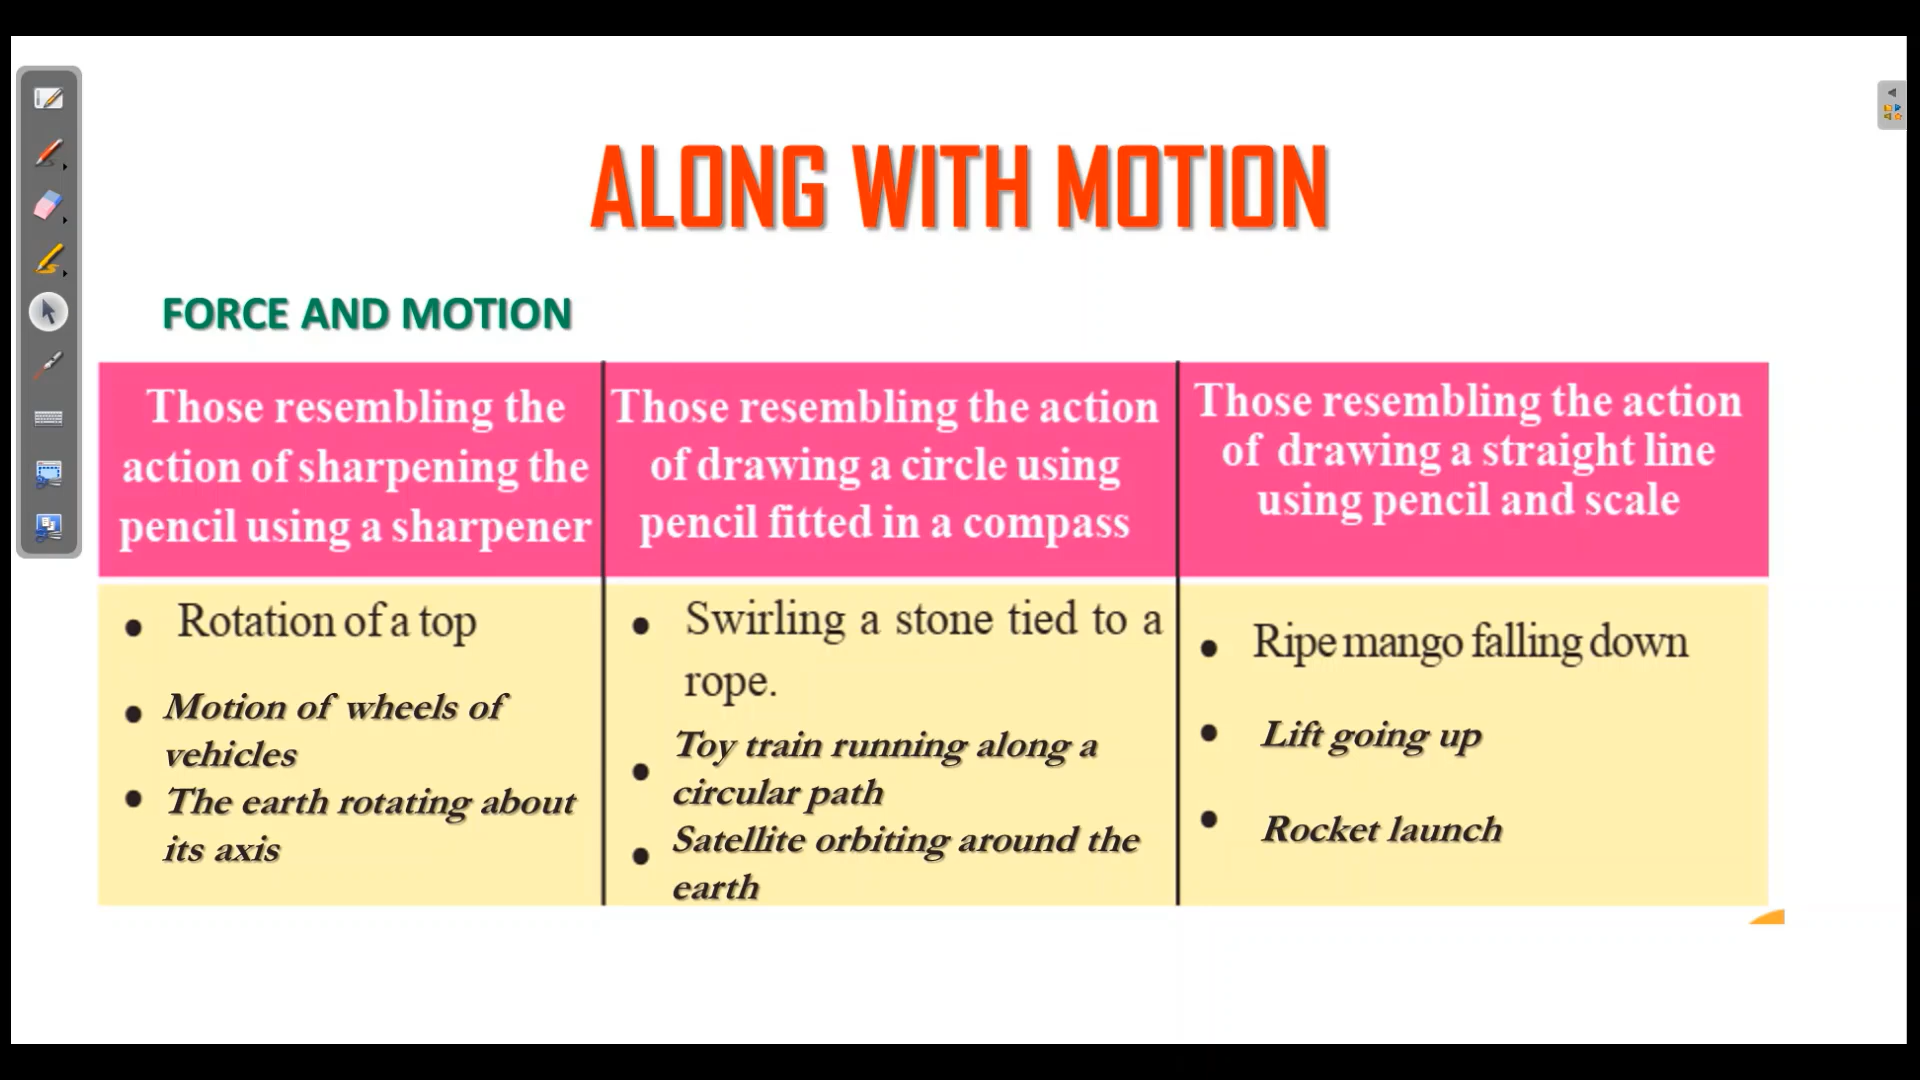 ALONG WITH MOTION
FORCE AND MOTION
Those resembling the
action of sharpening the
pencil using a sharpener
Those resembling the action
of drawing a circle using
pencil fitted in a compass
Those resembling the action
of drawing a straight line
using pencil and scale
• Rotation of a top
• Motion of wheels of
vehicles
• The earth rotating about
its axis
• Swirling a stone tied to a
rope.
• Toy train running along a
circular path
• Satellite orbiting around the
earth
• Ripe mango falling down
• Lift going up
• Rocket launch